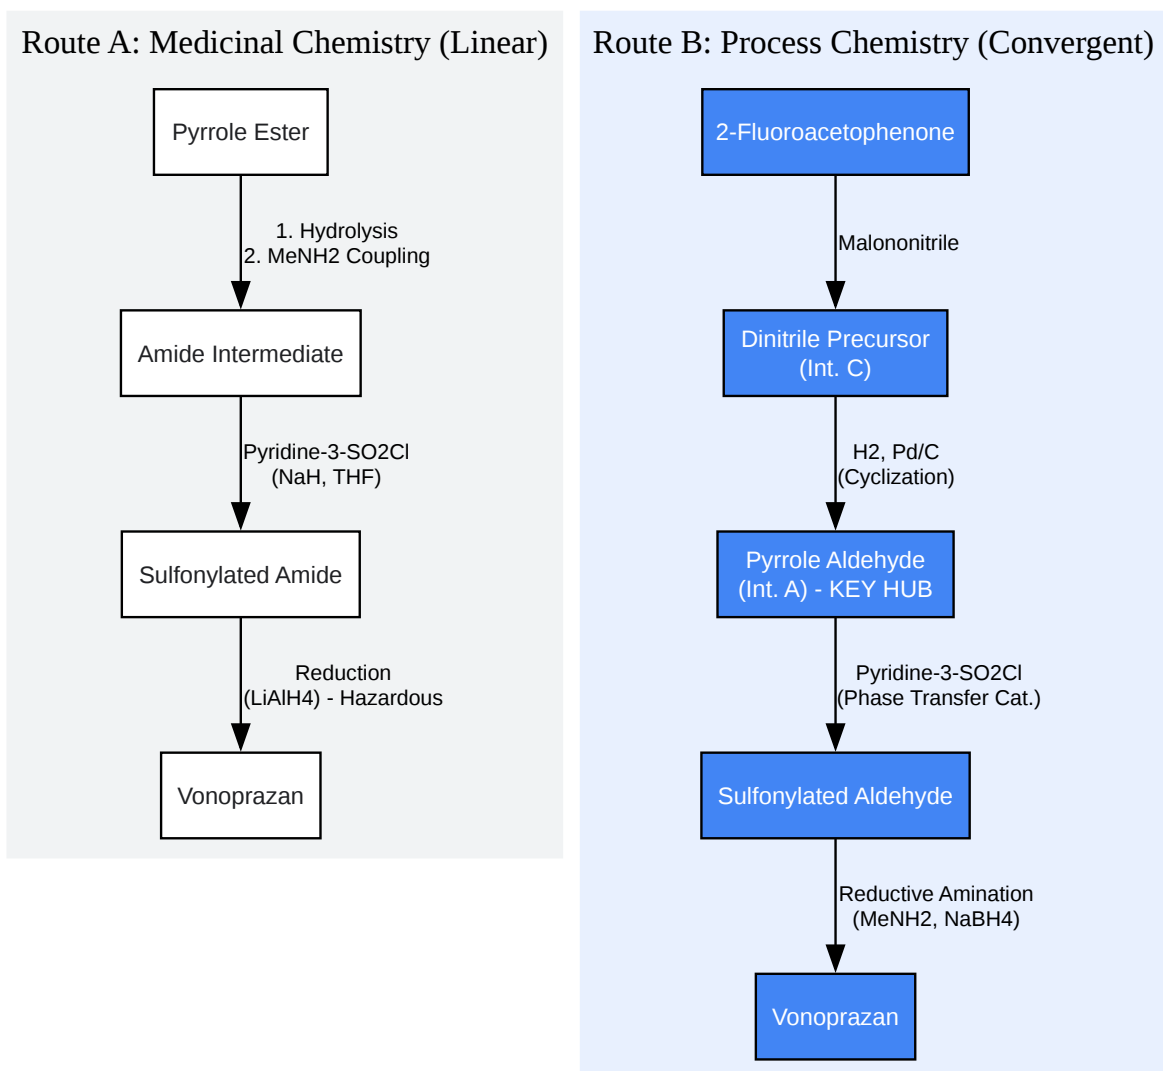 Route A: Medicinal Chemistry (Linear)
Pyrrole Ester
1. Hydrolysis
2. MeNH2 Coupling
Amide Intermediate
Pyridine-3-SO2Cl
(NaH, THF)
Sulfonylated Amide
Reduction
(LiAlH4) - Hazardous
Vonoprazan
Route B: Process Chemistry (Convergent)
2-Fluoroacetophenone
Malononitrile
Dinitrile Precursor
(Int. C)
H2, Pd/C
(Cyclization)
Pyrrole Aldehyde
(Int. A) - KEY HUB
Pyridine-3-SO2Cl
(Phase Transfer Cat.)
Sulfonylated Aldehyde
Reductive Amination
(MeNH2, NaBH4)
Vonoprazan